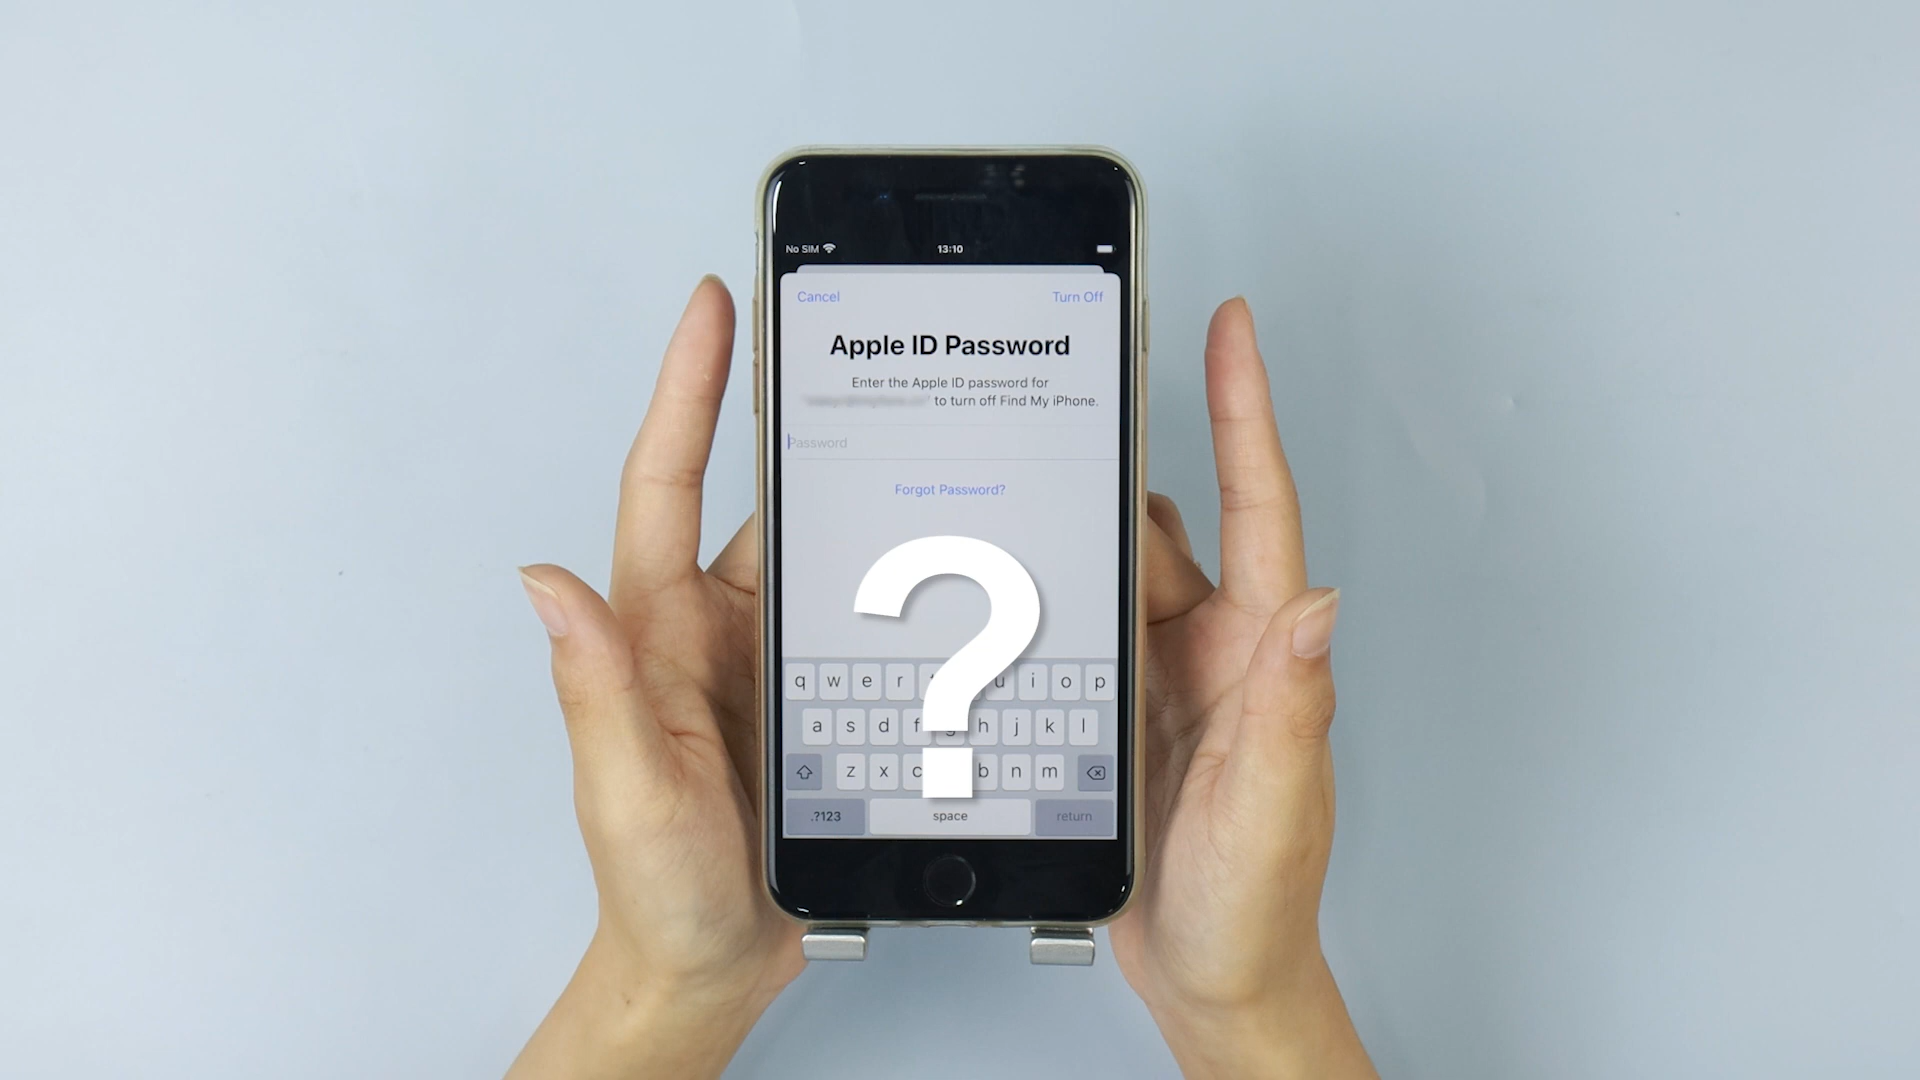 No SIM 13:10
Cancel Turn Off
Apple ID Password
Enter the Apple ID password for
" to turn off Find My iPhone.
Password
Forgot Password?
?
q w e r u i o p
a s d f g h j k l
z x c b n m
.?123 space return